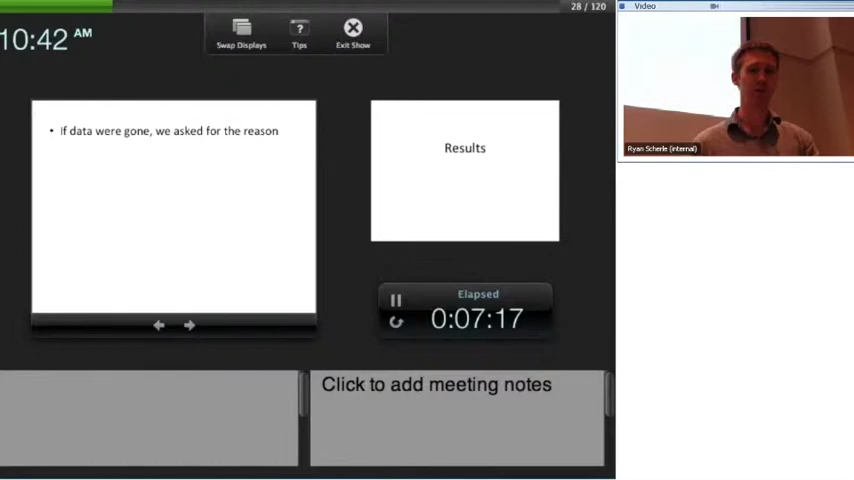 28 / 120
Video
10:42 AM
Swap Displays
Tips
Exit Show
• If data were gone, we asked for the reason
Results
Ryan Scherle (internal)
Elapsed
0:07:17
Click to add meeting notes